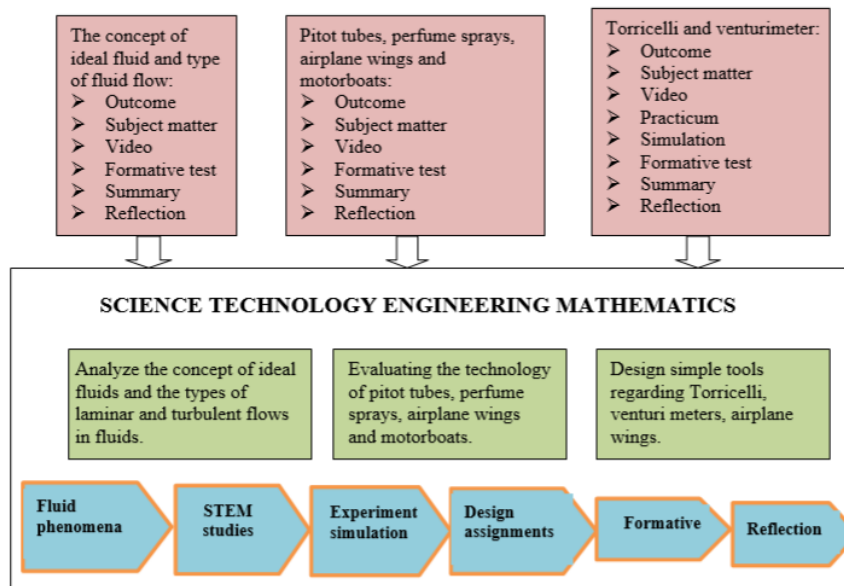 The concept of
ideal fluid and type
of fluid flow:
➢ Outcome
➢ Subject matter
➢ Video
➢ Formative test
➢ Summary
➢ Reflection
Pitot tubes, perfume sprays,
airplane wings and
motorboats:
➢ Outcome
➢ Subject matter
➢ Video
➢ Formative test
➢ Summary
➢ Reflection
Torricelli and venturimeter:
➢ Outcome
➢ Subject matter
➢ Video
➢ Practicum
➢ Simulation
➢ Formative test
➢ Summary
➢ Reflection
SCIENCE TECHNOLOGY ENGINEERING MATHEMATICS
Analyze the concept of ideal
fluids and the types of
laminar and turbulent flows
in fluids.
Evaluating the technology
of pitot tubes, perfume
sprays, airplane wings
and motorboats.
Design simple tools
regarding Torricelli,
venturi meters, airplane
wings.
Fluid
phenomena
STEM
studies
Experiment
simulation
Design
assignments
Formative
Reflection